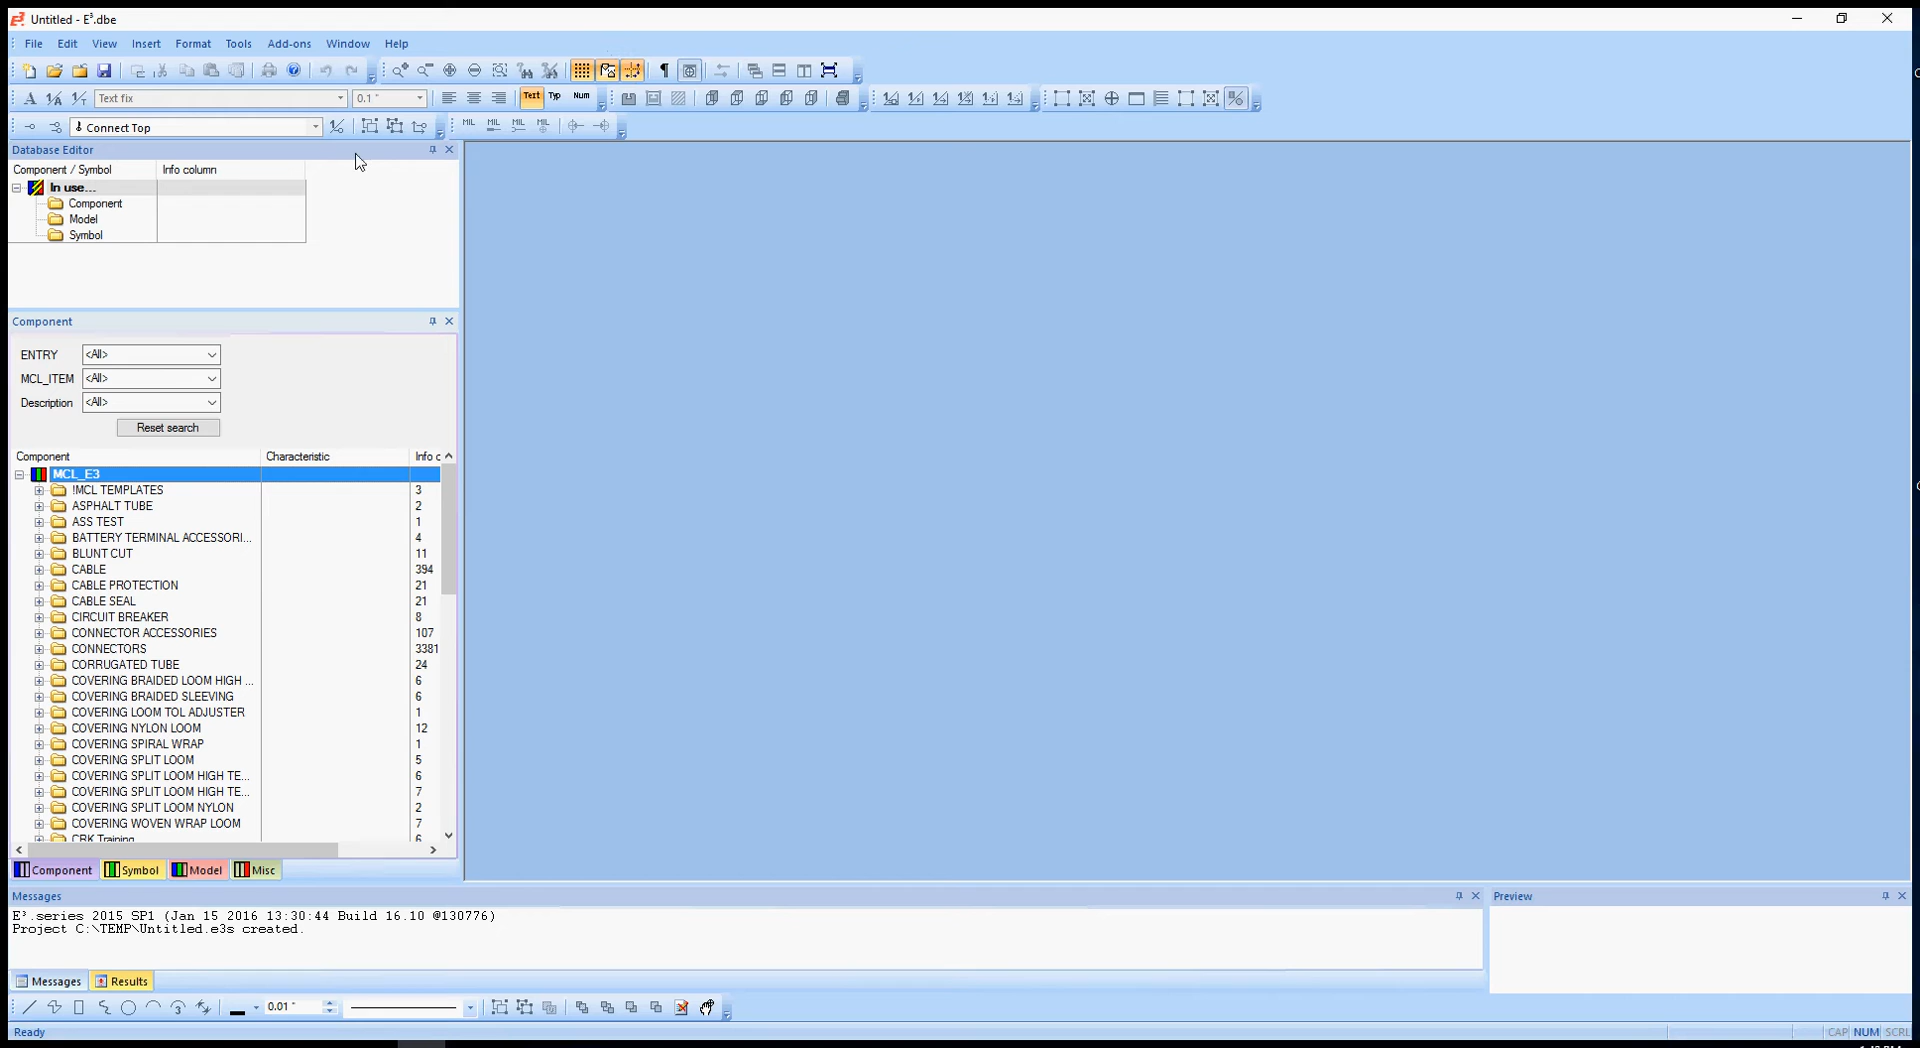 Untitled - E³.dbe
File Edit View Insert Format Tools Add-ons Window Help
Text fix 0.1 " Text Typ Num
Connect Top MIL MIL MIL MIL
Database Editor
Component / Symbol Info column
In use...
Component
Model
Symbol
Component
ENTRY <All>
MCL_ITEM <All>
Description <All>
Reset search
Component Characteristic Info c
MCL_E3
!MCL TEMPLATES 3
ASPHALT TUBE 2
ASS TEST 1
BATTERY TERMINAL ACCESSORI... 4
BLUNT CUT 11
CABLE 394
CABLE PROTECTION 21
CABLE SEAL 21
CIRCUIT BREAKER 8
CONNECTOR ACCESSORIES 107
CONNECTORS 3381
CORRUGATED TUBE 24
COVERING BRAIDED LOOM HIGH ... 6
COVERING BRAIDED SLEEVING 6
COVERING LOOM TOL ADJUSTER 1
COVERING NYLON LOOM 12
COVERING SPIRAL WRAP 1
COVERING SPLIT LOOM 5
COVERING SPLIT LOOM HIGH TE... 6
COVERING SPLIT LOOM HIGH TE... 7
COVERING SPLIT LOOM NYLON 2
COVERING WOVEN WRAP LOOM 7
CRK Training 6
Component Symbol Model Misc
Messages
E³.series 2015 SP1 (Jan 15 2016 13:30:44 Build 16.10 @130776)
Project C:\TEMP\Untitled.e3s created.
Preview
Messages Results
0.01 "
Ready CAP NUM SCRL